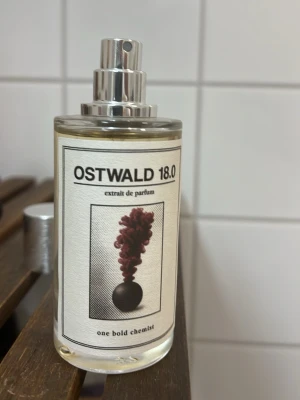 OSTWALD 18.0
extrait de parfum
one bold chemist